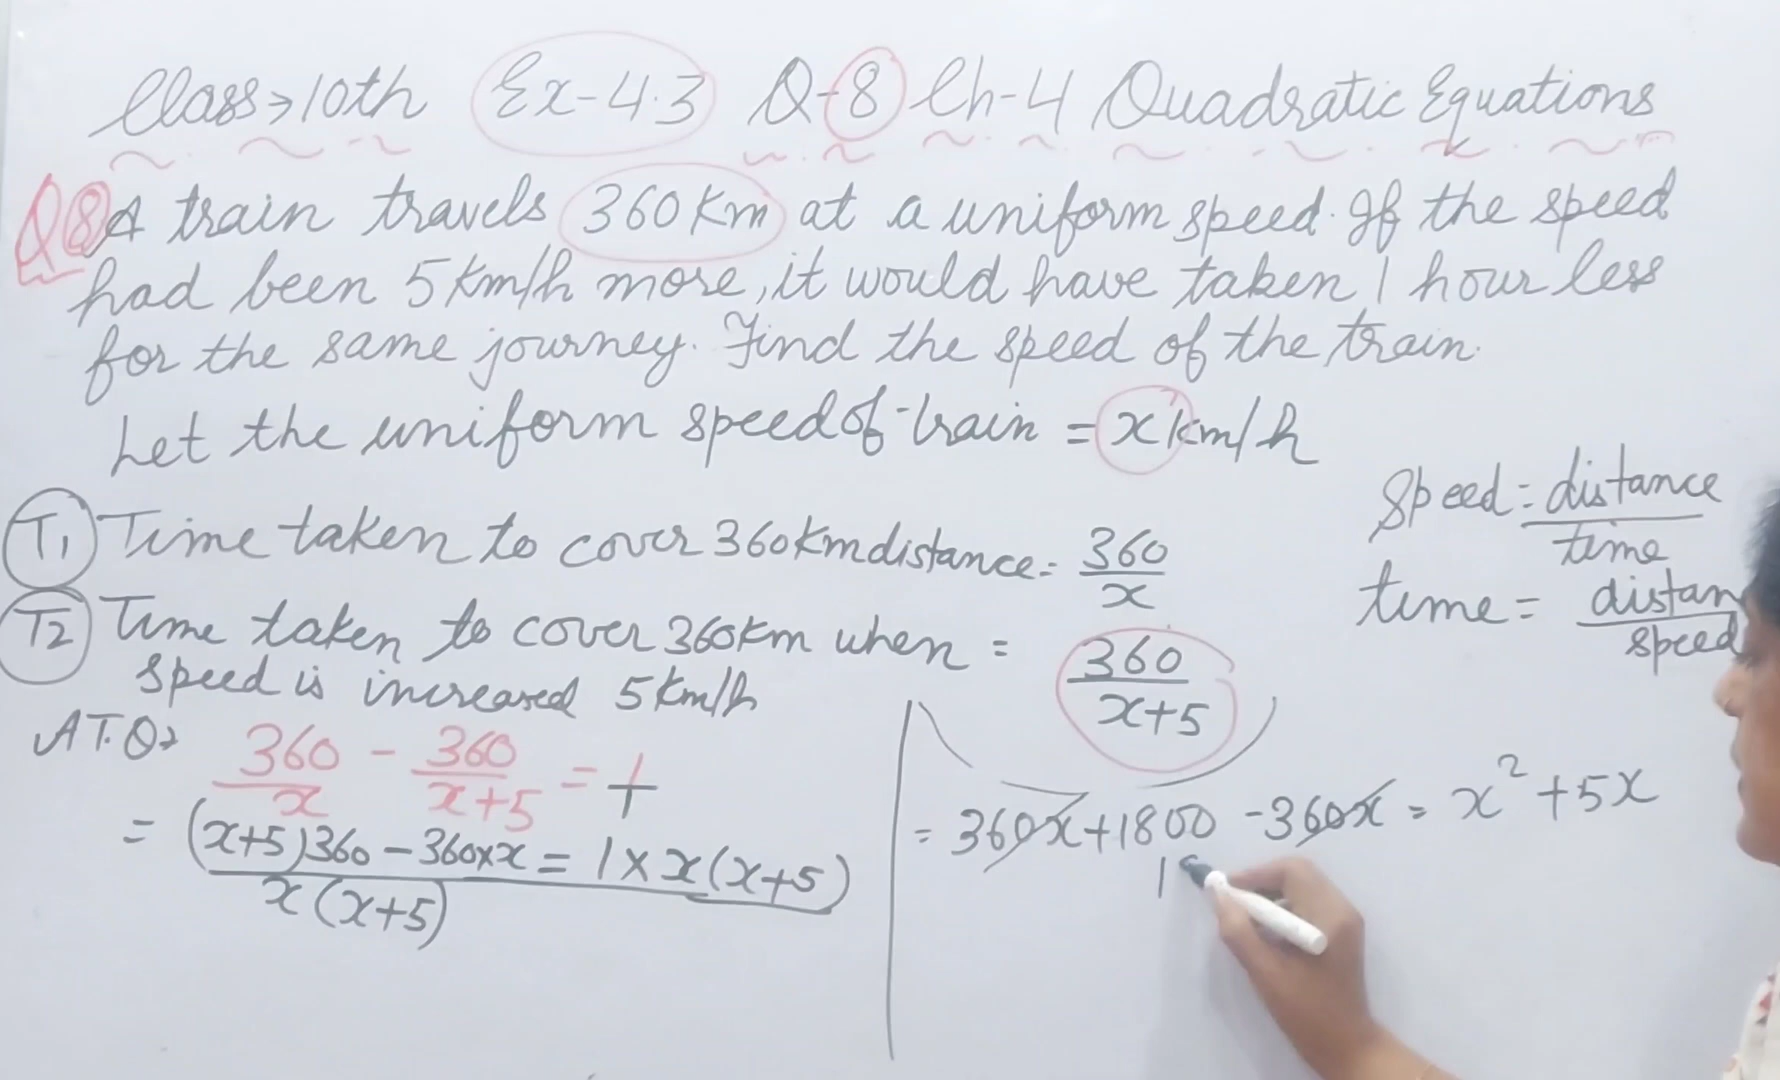 Class→10th Ex-4.3 Q-8 Ch-4 Quadratic Equations
Q8 A train travels 360 Km at a uniform speed. If the speed
had been 5 Km/h more, it would have taken 1 hour less
for the same journey. Find the speed of the train.
Let the uniform speed of train = x km/h
Speed = distance/time
T1 Time taken to cover 360 Km distance = 360/x
time = distan/speed
T2 Time taken to cover 360 Km when = 360/x+5
speed is increased 5 Km/h
A.T.Q→ 360/x - 360/x+5 = 1
= (x+5)360 - 360×x = 1 × x(x+5)
x(x+5)
= 360x + 1800 - 360x = x² + 5x